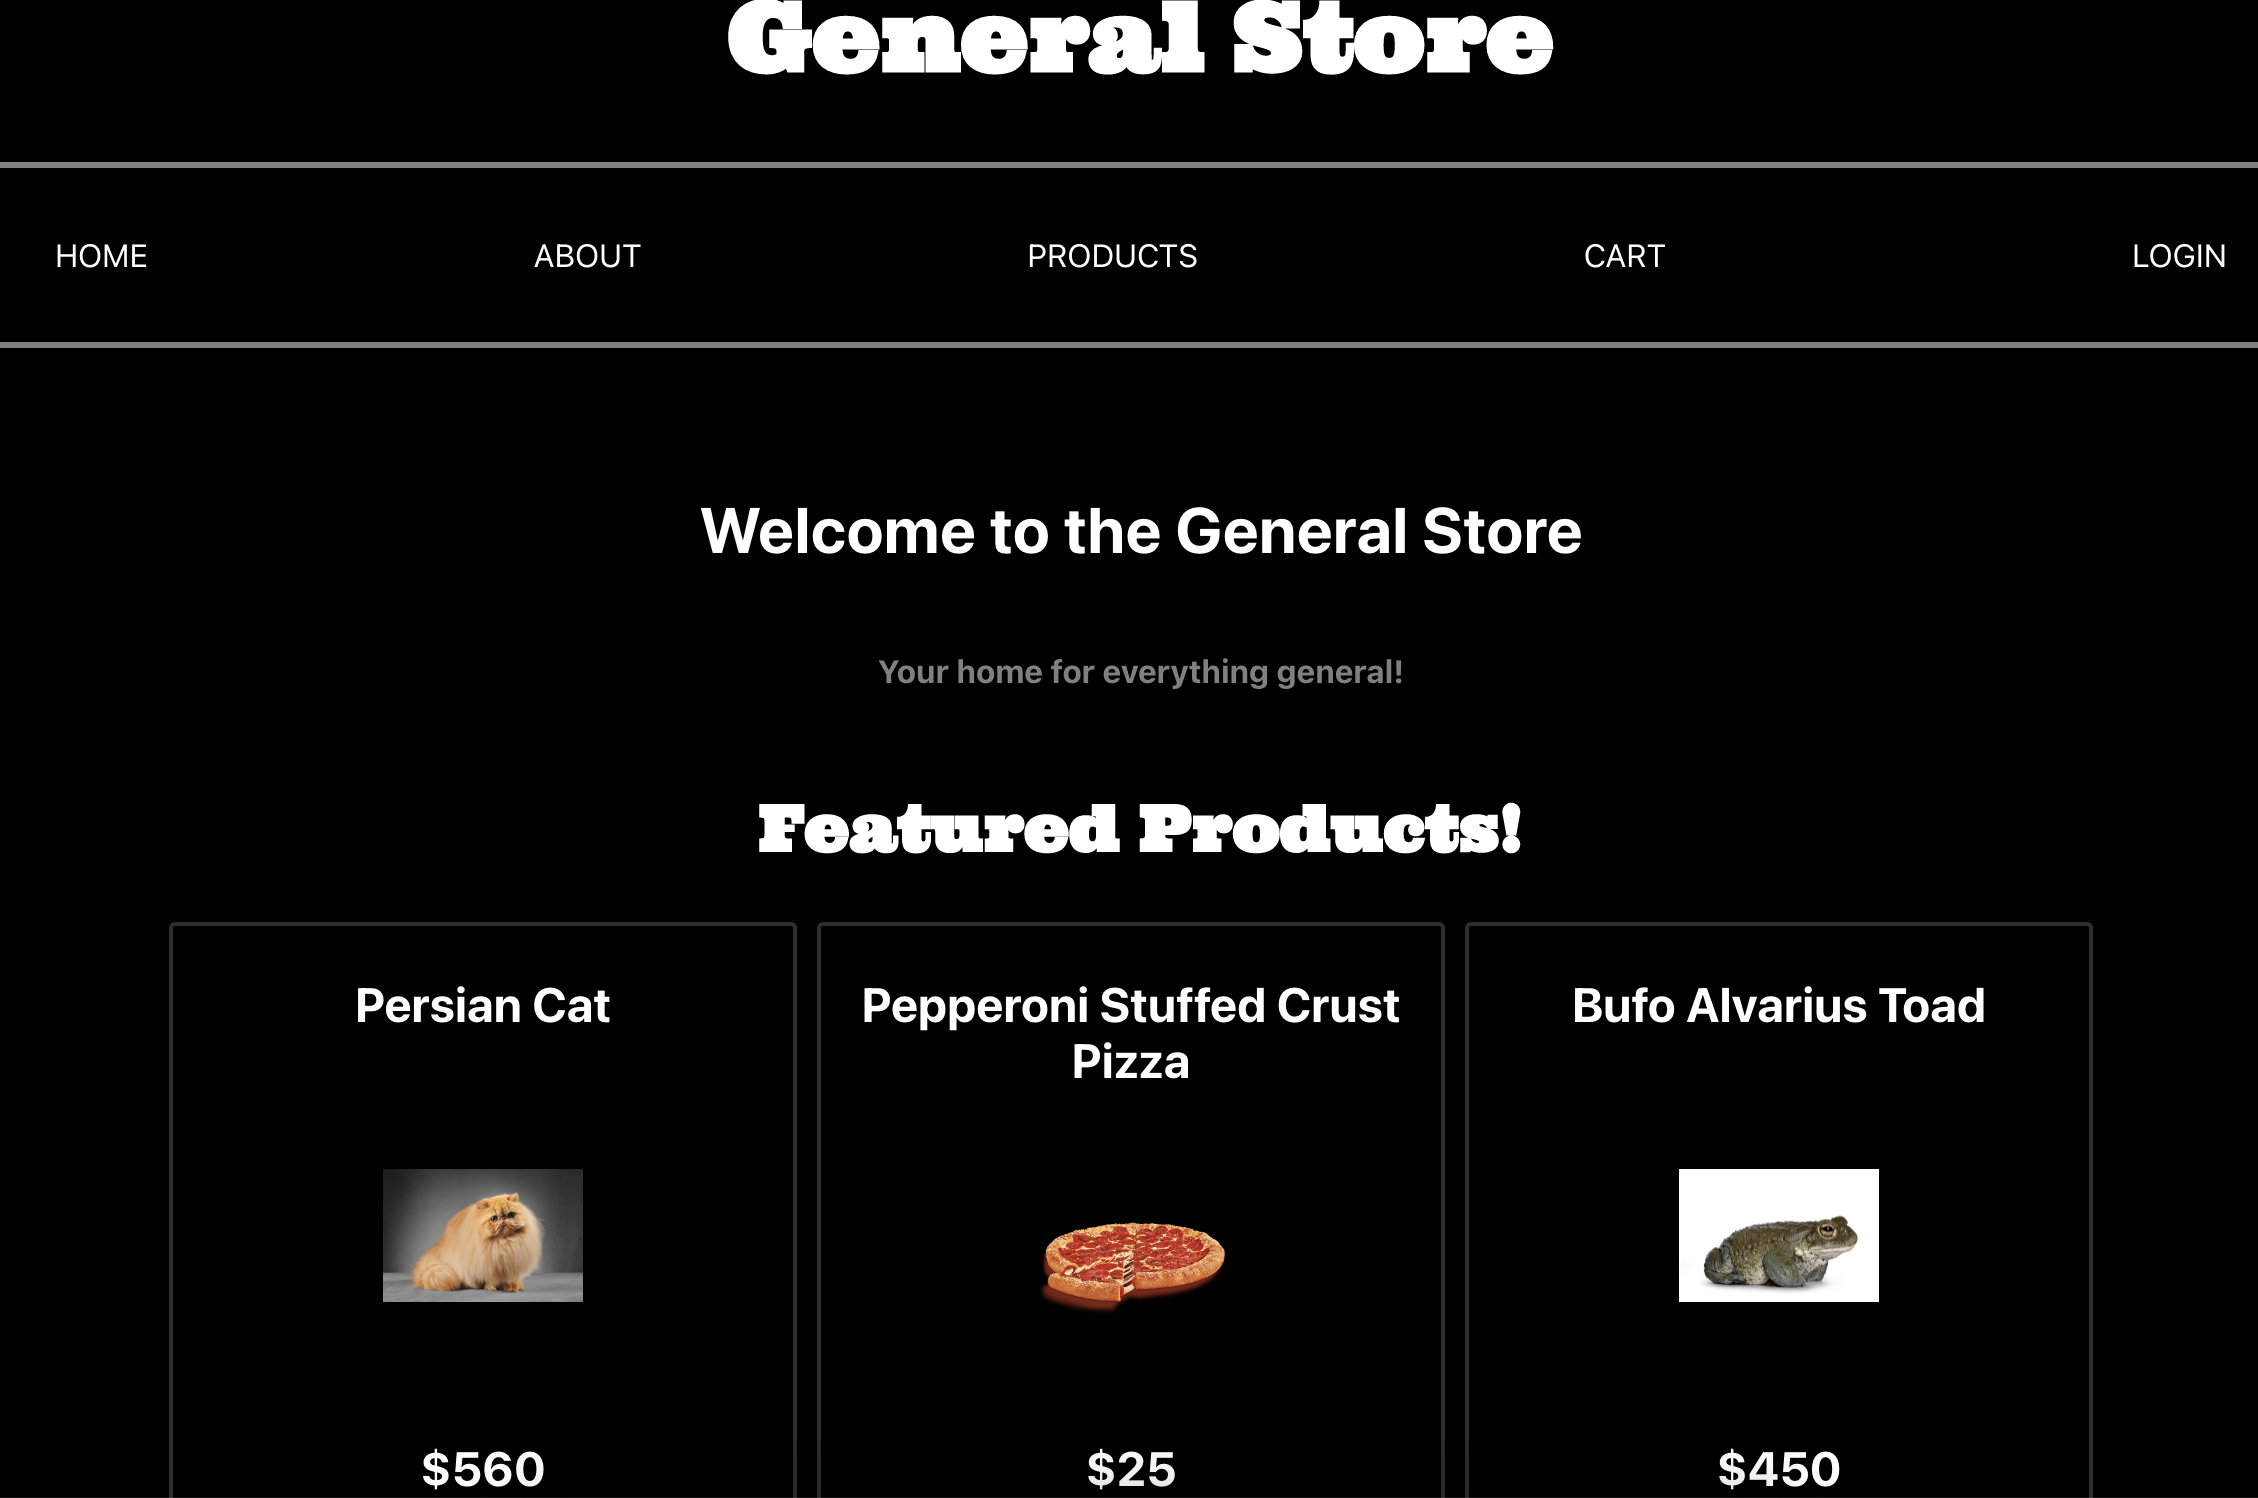 General Store
HOME ABOUT PRODUCTS CART LOGIN
Welcome to the General Store
Your home for everything general!
Featured Products!
Persian Cat
Pepperoni Stuffed Crust
Pizza
Bufo Alvarius Toad
$560
$25
$450